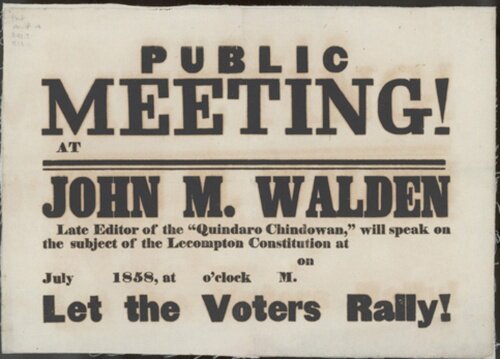 PUBLIC
MEETING!
AT
JOHN M. WALDEN
Late Editor of the "Quindaro Chindowan," will speak on
the subject of the Lecompton Constitution at
on
July 1858, at o'clock M.
Let the Voters Rally!